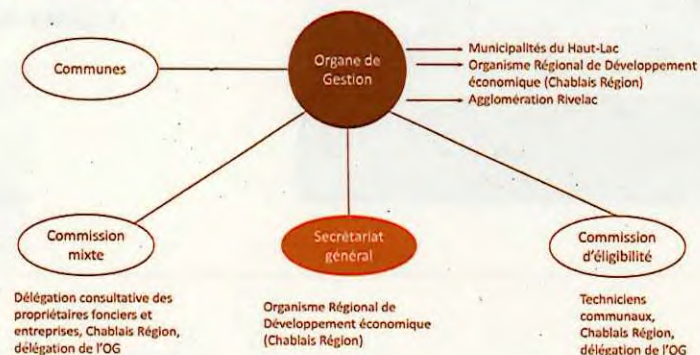 Communes
Organe de
Gestion
Municipalités du Haut-Lac
Organisme Régional de Développement
économique (Chablais Région)
Agglomération Rivelac
Commission
mixte
Secrétariat
général
Commission
d'éligibilité
Délégation consultative des
propriétaires fonciers et
entreprises, Chablais Région,
délégation de l'OG
Organisme Régional de
Développement économique
(Chablais Région)
Techniciens
communaux,
Chablais Région,
délégation de l'OG